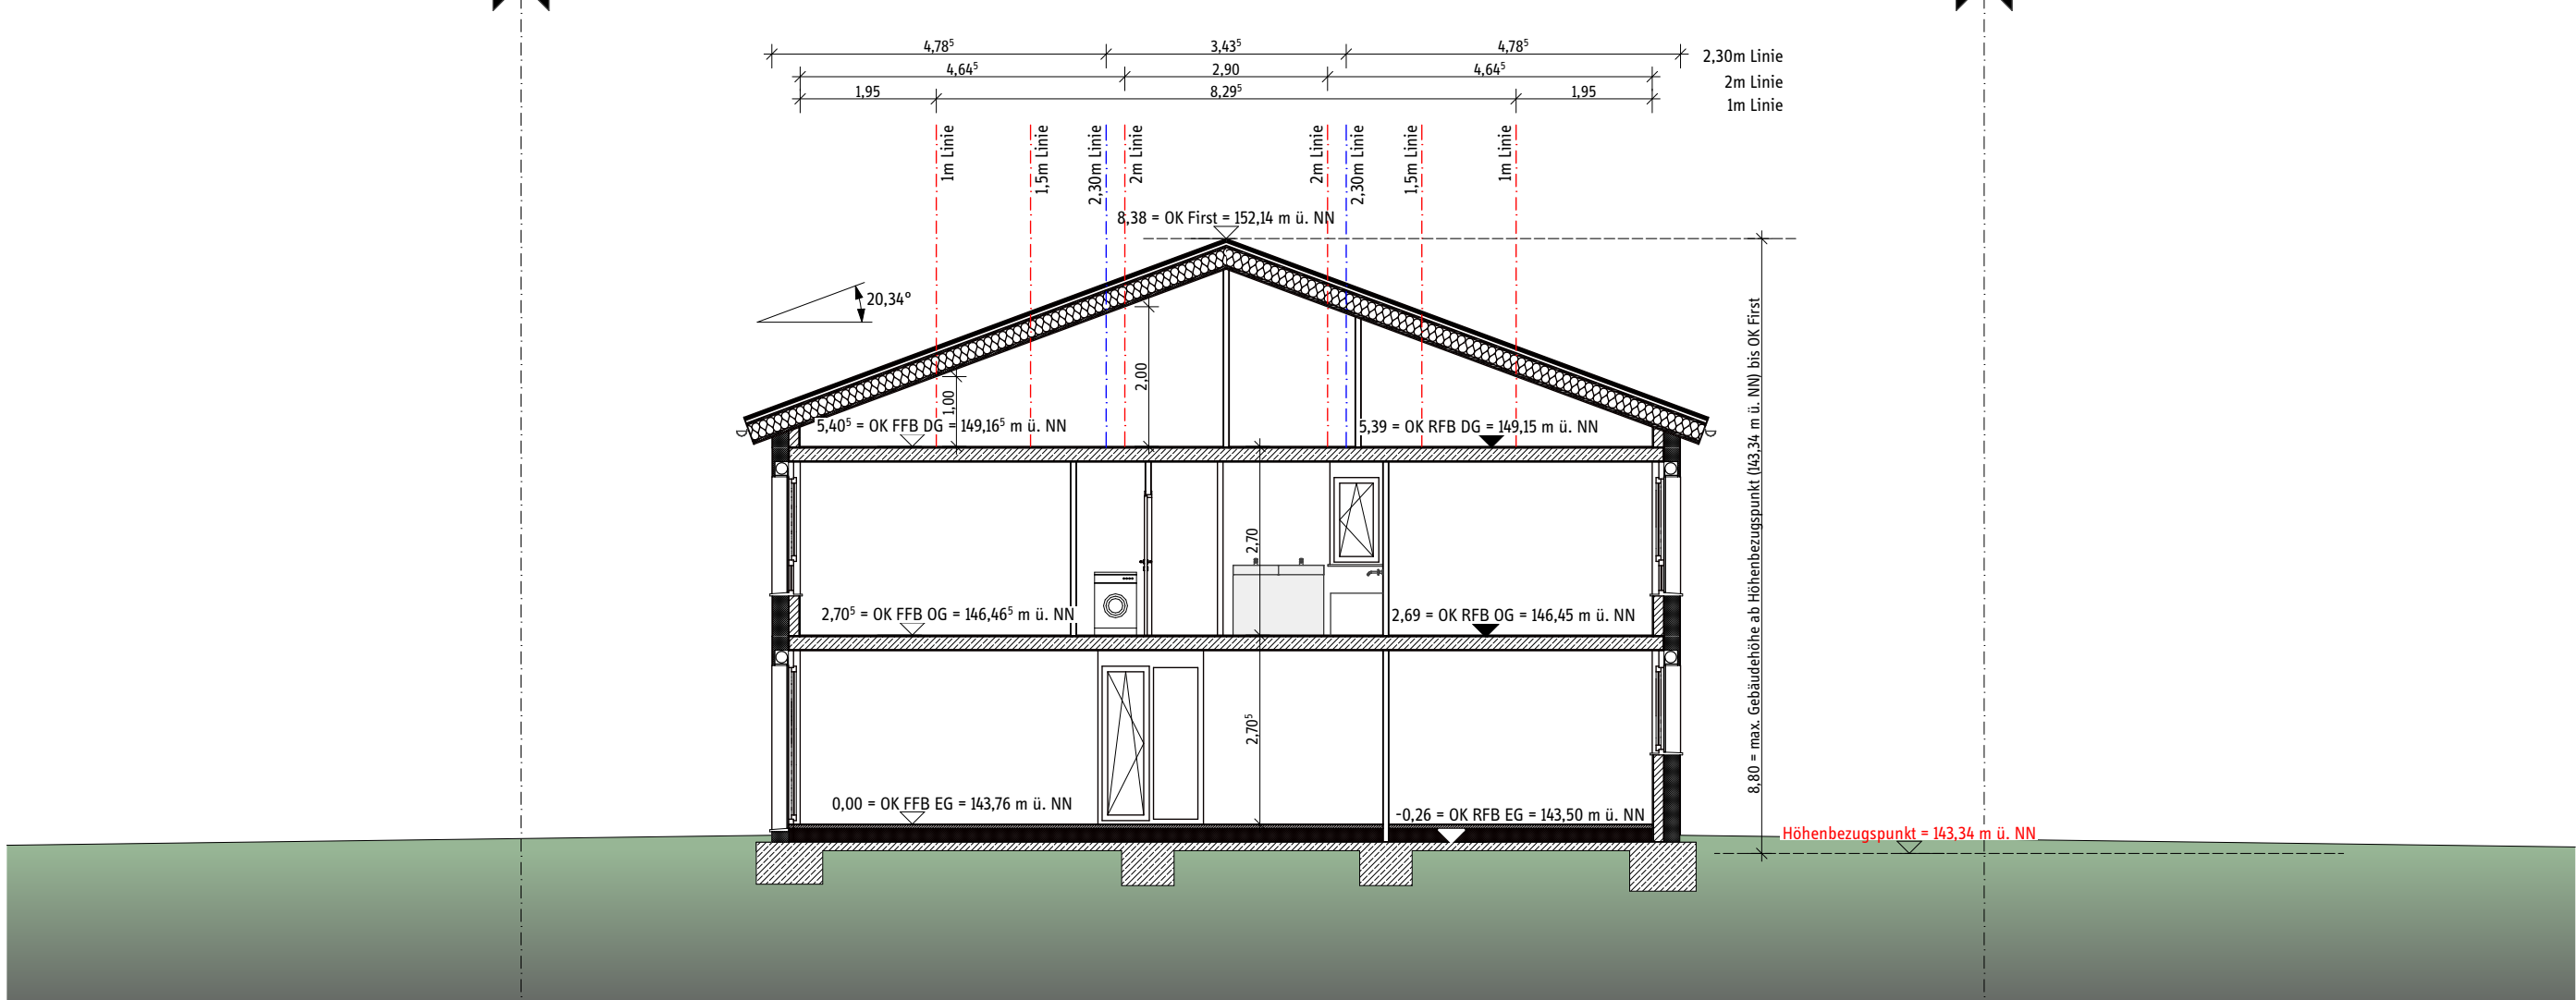 4,78⁵ 3,43⁵ 4,78⁵ 2,30m Linie
4,64⁵ 2,90 4,64⁵ 2m Linie
1,95 8,29⁵ 1,95 1m Linie
1m Linie
1,5m Linie
2,30m Linie
2m Linie
2m Linie
2,30m Linie
1,5m Linie
1m Linie
8,38 = OK First = 152,14 m ü. NN
20,34°
2,00
1,00
5,40⁵ = OK FFB DG = 149,16⁵ m ü. NN
5,39 = OK RFB DG = 149,15 m ü. NN
8,80 = max. Gebäudehöhe ab Höhenbezugspunkt (143,34 m ü. NN) bis OK First
2,70
2,70⁵ = OK FFB OG = 146,46⁵ m ü. NN
2,69 = OK RFB OG = 146,45 m ü. NN
2,70⁵
0,00 = OK FFB EG = 143,76 m ü. NN
-0,26 = OK RFB EG = 143,50 m ü. NN
Höhenbezugspunkt = 143,34 m ü. NN